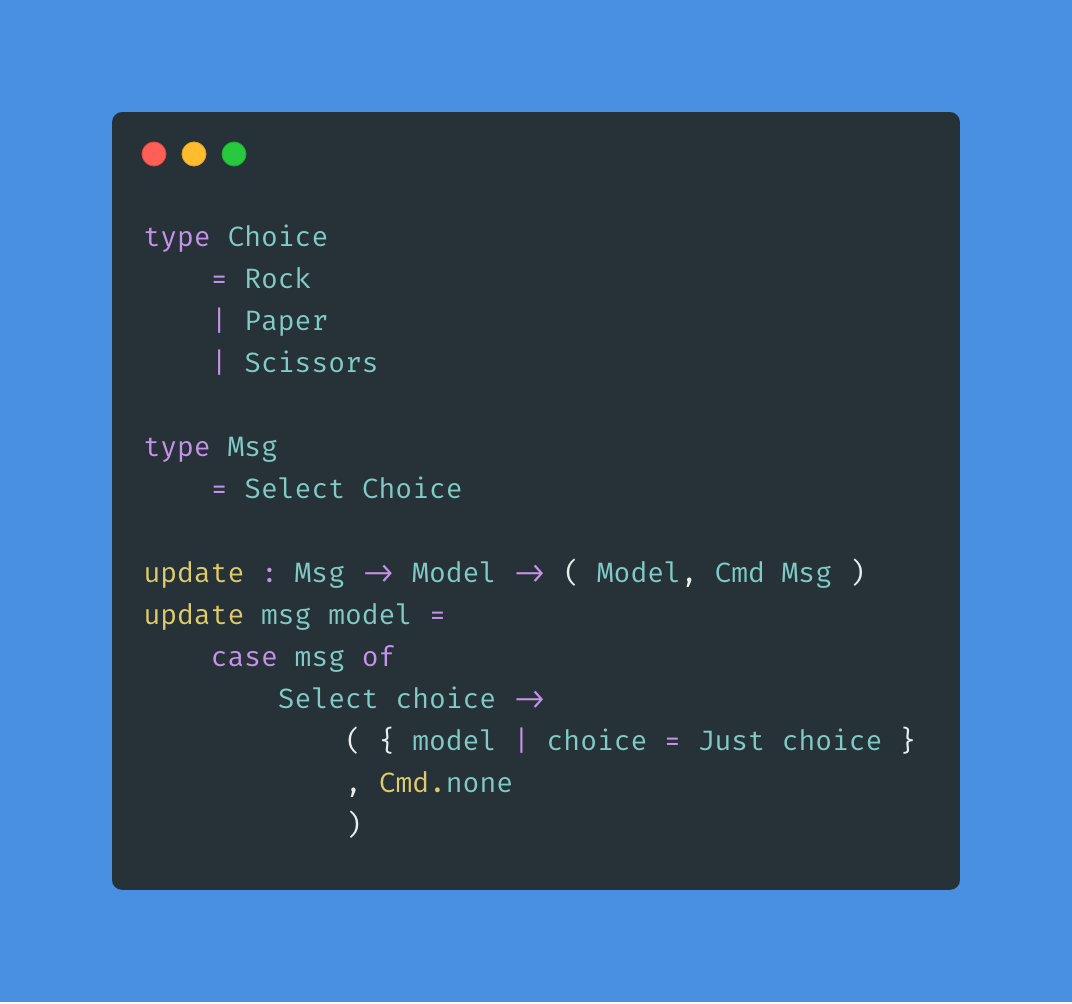 type Choice
    = Rock
    | Paper
    | Scissors

type Msg
    = Select Choice

update : Msg -> Model -> ( Model, Cmd Msg )
update msg model =
    case msg of
        Select choice ->
            ( { model | choice = Just choice }
            , Cmd.none
            )